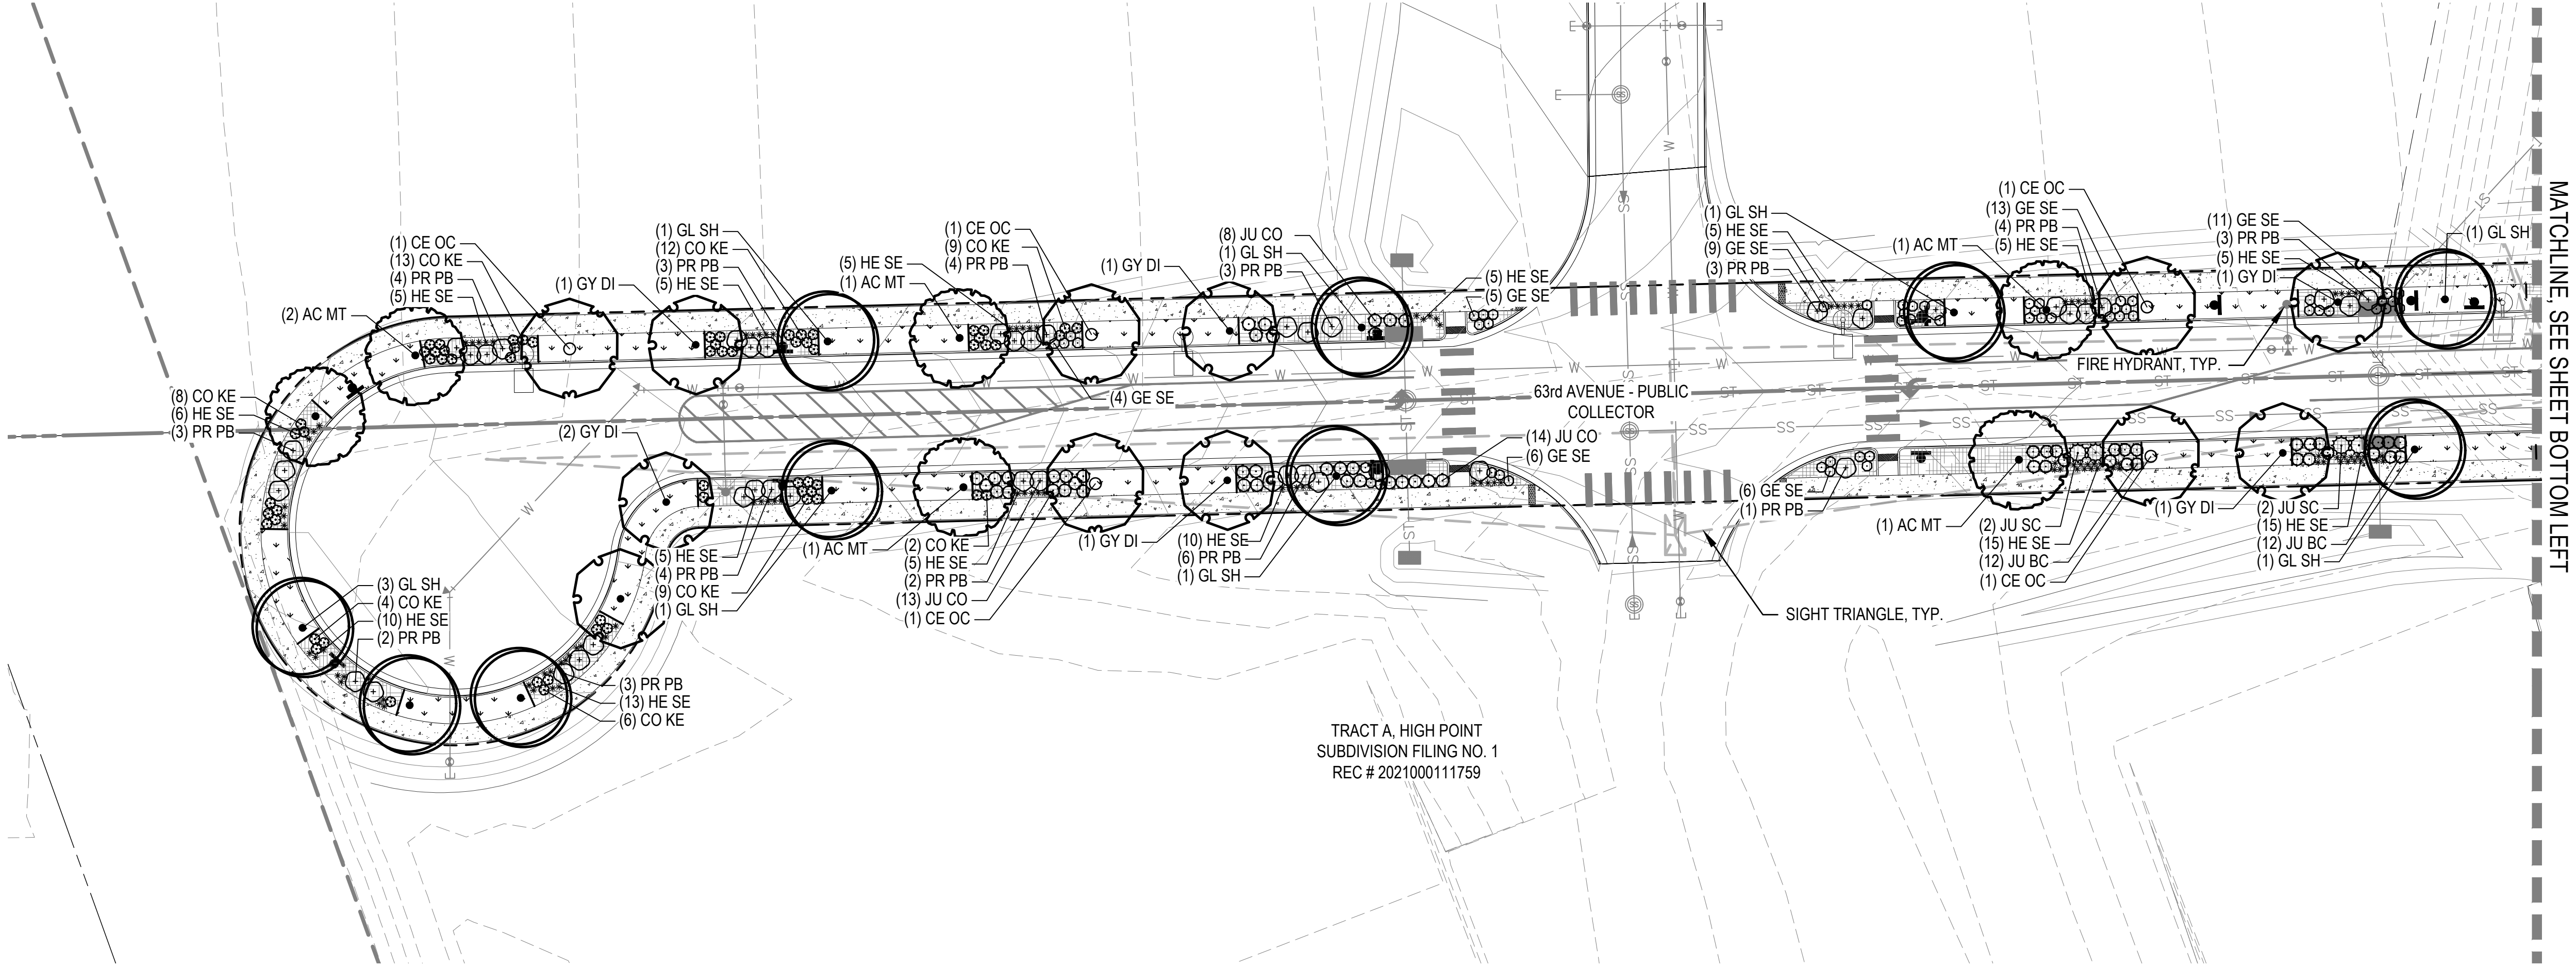 (1) CE OC
(13) CO KE
(4) PR PB
(5) HE SE
(2) AC MT
(1) GY DI
(1) GL SH
(12) CO KE
(3) PR PB
(5) HE SE
(5) HE SE
(1) AC MT
(1) CE OC
(9) CO KE
(4) PR PB
(1) GY DI
(8) JU CO
(1) GL SH
(3) PR PB
(5) HE SE
(5) GE SE
(1) GL SH
(5) HE SE
(9) GE SE
(3) PR PB
(1) AC MT
(1) CE OC
(13) GE SE
(4) PR PB
(5) HE SE
(11) GE SE
(3) PR PB
(5) HE SE
(1) GY DI
(1) GL SH
FIRE HYDRANT, TYP.
MATCHLINE, SEE SHEET BOTTOM LEFT
(8) CO KE
(6) HE SE
(3) PR PB
(4) GE SE
63rd AVENUE - PUBLIC
COLLECTOR
(2) GY DI
(14) JU CO
(6) GE SE
(5) HE SE
(4) PR PB
(9) CO KE
(1) GL SH
(1) AC MT
(2) CO KE
(5) HE SE
(2) PR PB
(13) JU CO
(1) CE OC
(1) GY DI
(10) HE SE
(6) PR PB
(1) GL SH
(6) GE SE
(1) PR PB
(1) AC MT
(2) JU SC
(15) HE SE
(12) JU BC
(1) CE OC
(1) GY DI
(2) JU SC
(15) HE SE
(12) JU BC
(1) GL SH
(3) GL SH
(4) CO KE
(10) HE SE
(2) PR PB
SIGHT TRIANGLE, TYP.
(3) PR PB
(13) HE SE
(6) CO KE
TRACT A, HIGH POINT
SUBDIVISION FILING NO. 1
REC # 2021000111759
W
W
W
W
W
W
W
W
W
W
W
SS
SS
SS
SS
SS
SS
ST
ST
ST
ST
ST
ST